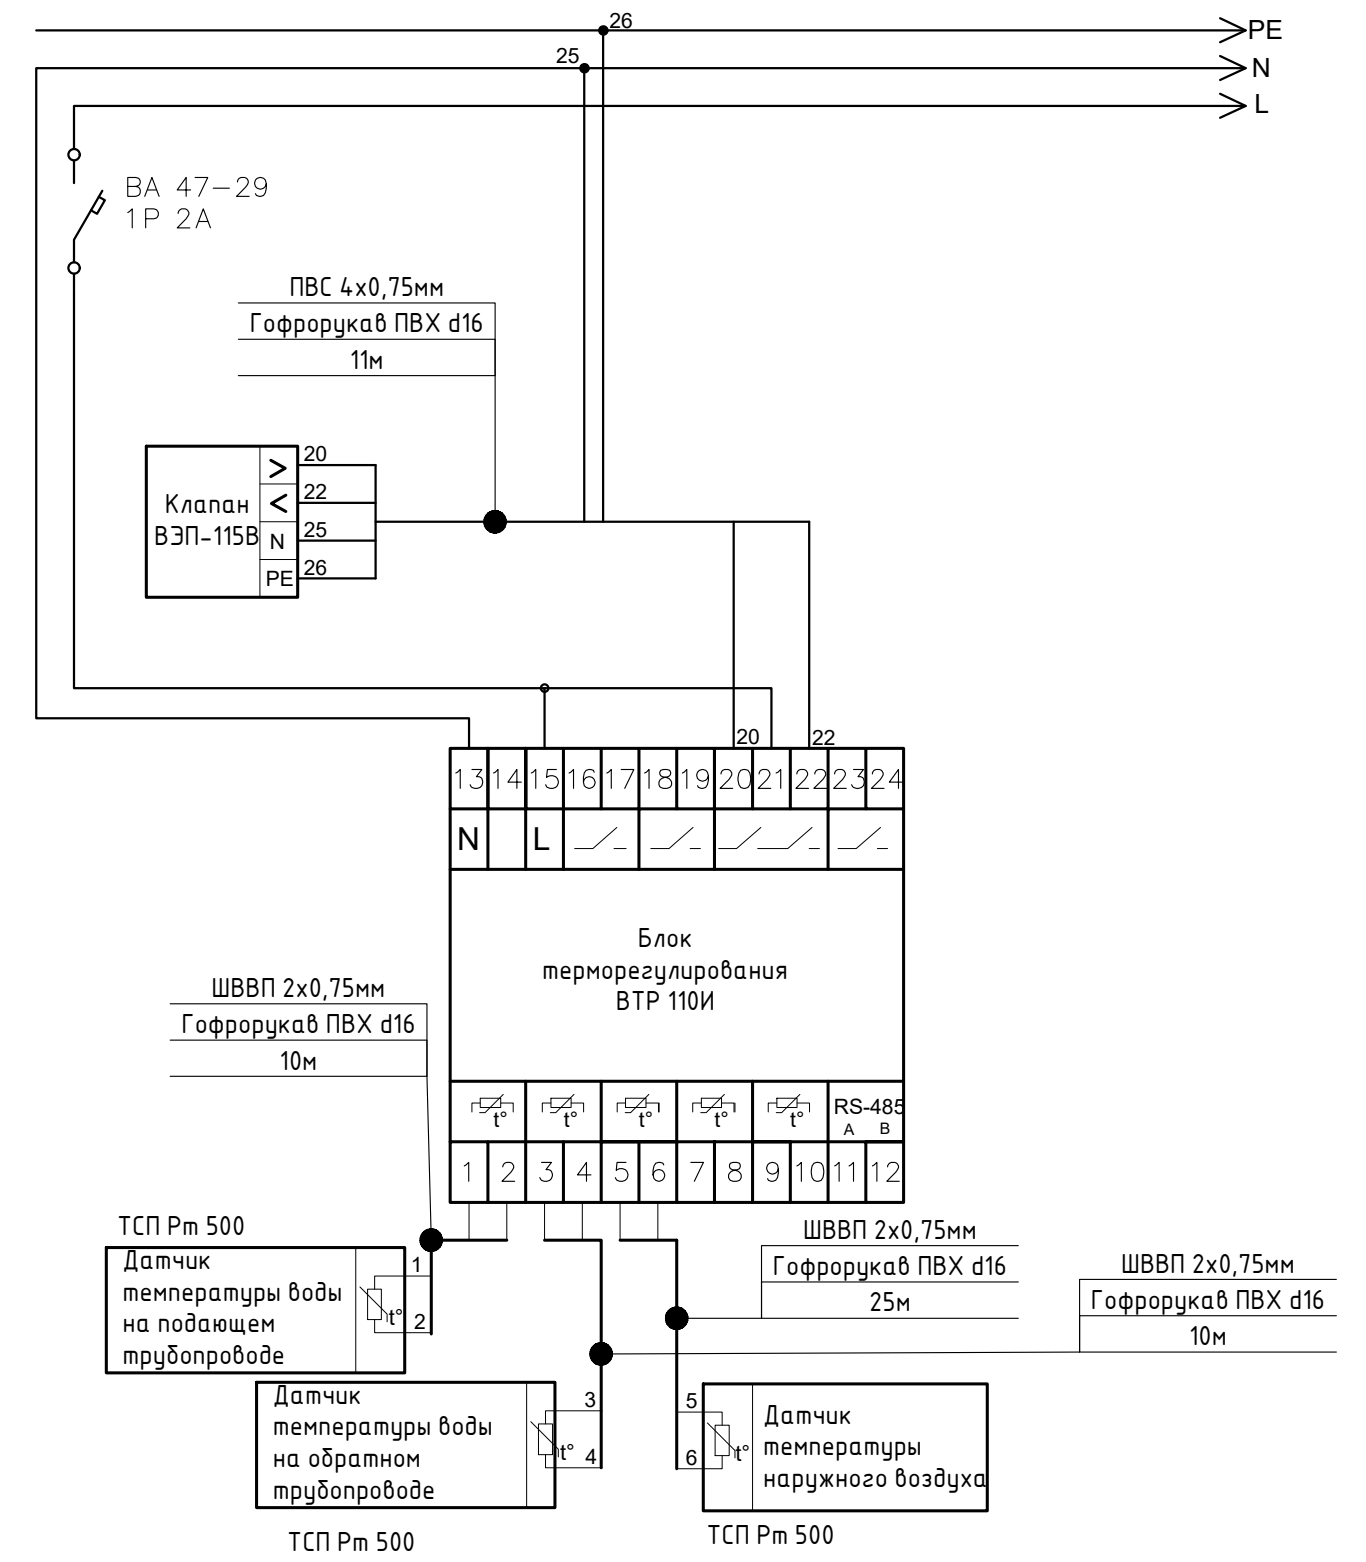 26
PE
25
N
L
ВА 47-29
1Р 2А
ПВС 4х0,75мм
Гофрорукав ПВХ d16
11м
Клапан
ВЭП-115В
>
<
N
PE
20
22
25
26
20
22
13 14 15 16 17 18 19 20 21 22 23 24
N
L
Блок
терморегулирования
ВТР 110И
ШВВП 2х0,75мм
Гофрорукав ПВХ d16
10м
t° t° t° t° t°
RS-485
A B
1 2 3 4 5 6 7 8 9 10 11 12
ТСП Pm 500
Датчик
температуры воды
на подающем
трубопроводе
t°
1
2
ШВВП 2х0,75мм
Гофрорукав ПВХ d16
25м
ШВВП 2х0,75мм
Гофрорукав ПВХ d16
10м
Датчик
температуры воды
на обратном
трубопроводе
t°
3
4
ТСП Pm 500
5
6
t°
Датчик
температуры
наружного воздуха
ТСП Pm 500